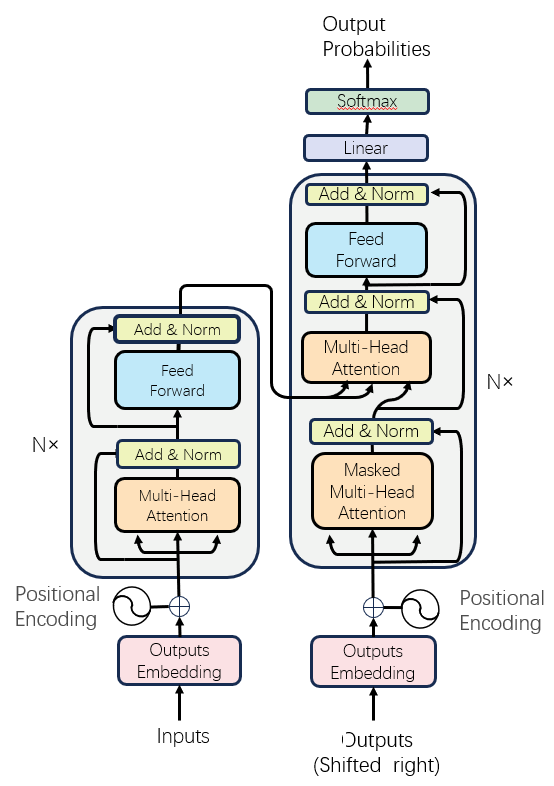 Output
Probabilities
Softmax
Linear
Add & Norm
Feed
Forward
Add & Norm
Multi-Head
Attention
Add & Norm
Masked
Multi-Head
Attention
N×
Add & Norm
Feed
Forward
Add & Norm
Multi-Head
Attention
N×
Positional
Encoding
Positional
Encoding
Outputs
Embedding
Outputs
Embedding
Inputs
Outputs
(Shifted right)